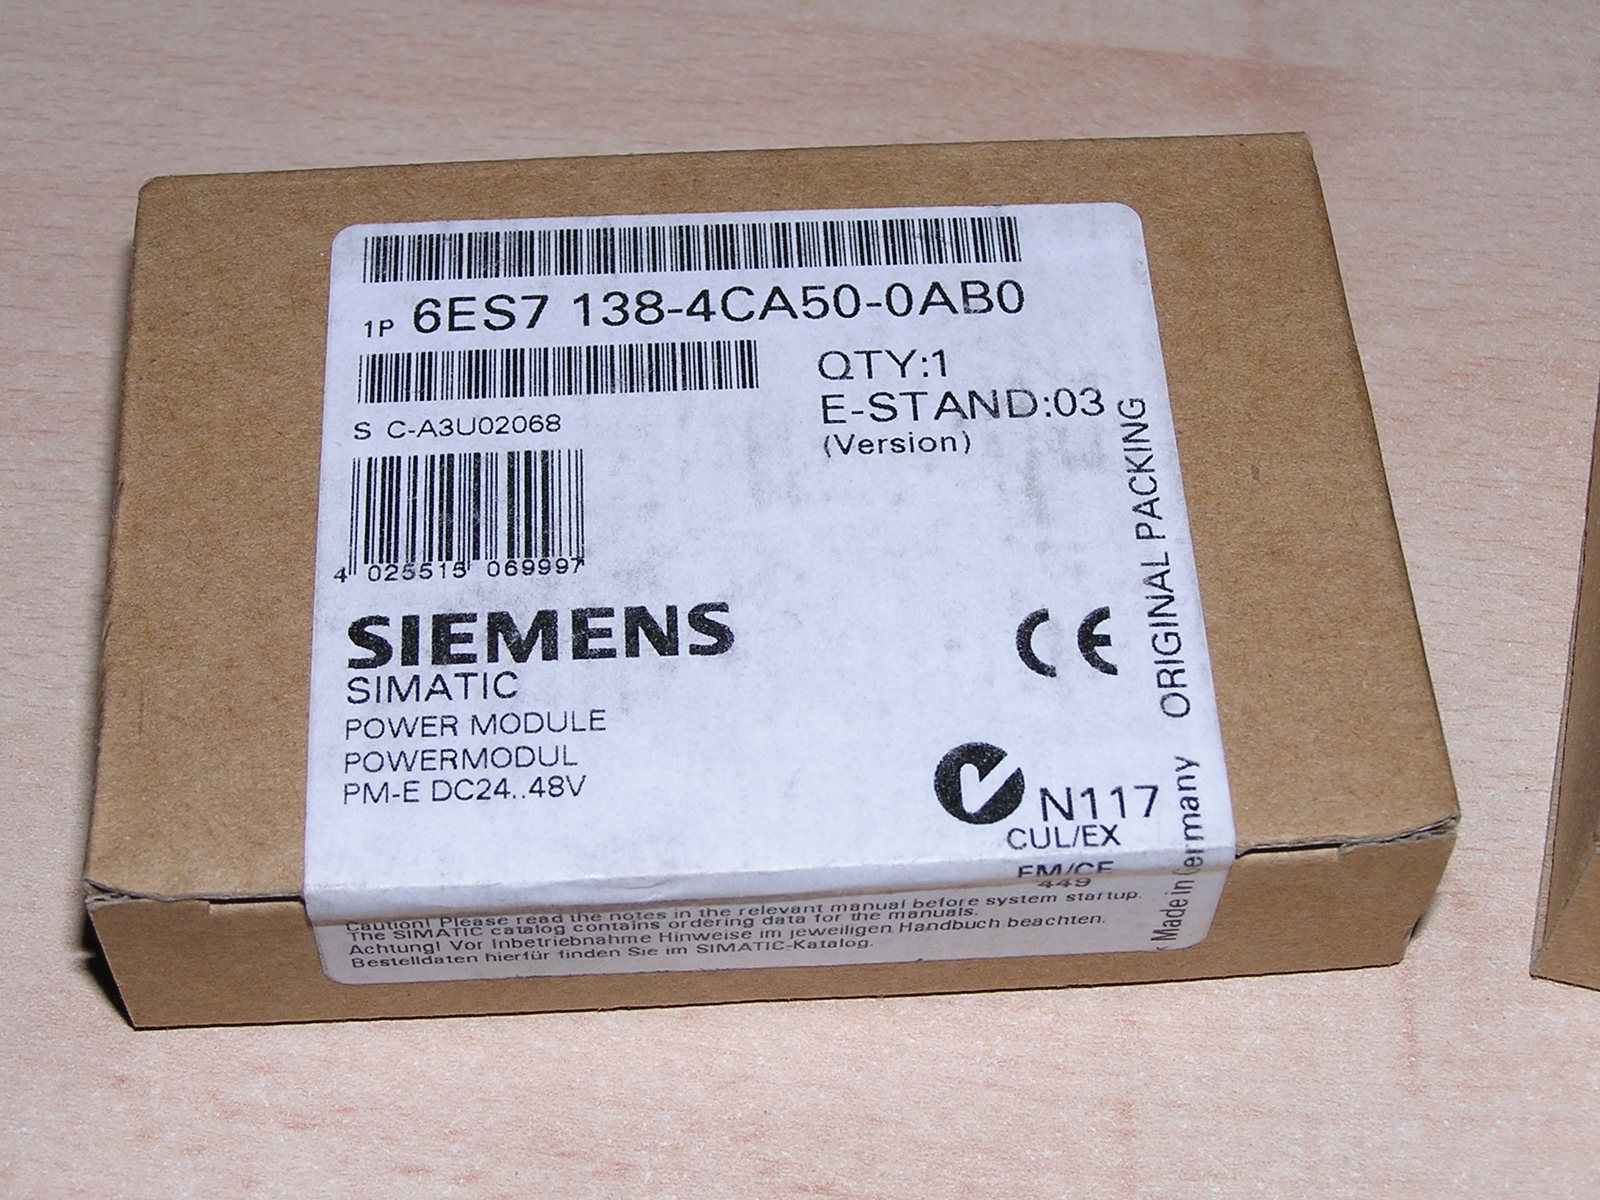 1P 6ES7 138-4CA50-0AB0
QTY:1
E-STAND:03
(Version)
S C-A3U02068
4 025515 069997
SIEMENS
SIMATIC
POWER MODULE
POWERMODUL
PM-E DC24..48V
CE
N117
CUL/EX
FM/CE
449
ORIGINAL PACKING
Made in Germany
Caution! Please read the notes in the relevant manual before system startup.
The SIMATIC catalog contains ordering data for the manuals.
Achtung! Vor Inbetriebnahme Hinweise im jeweiligen Handbuch beachten.
Bestelldaten hierfür finden Sie im SIMATIC-Katalog.